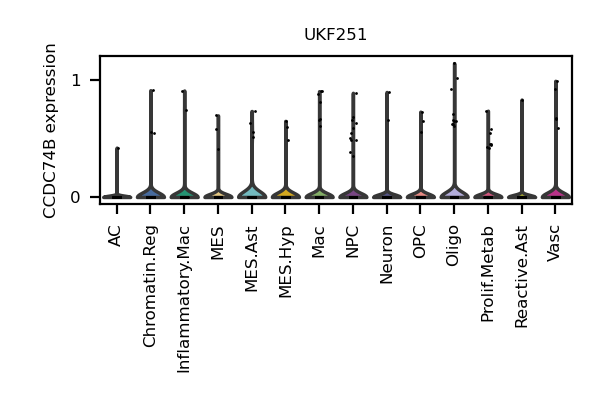 UKF251
CCDC74B expression
1
0
AC
Chromatin.Reg
Inflammatory.Mac
MES
MES.Ast
MES.Hyp
Mac
NPC
Neuron
OPC
Oligo
Prolif.Metab
Reactive.Ast
Vasc